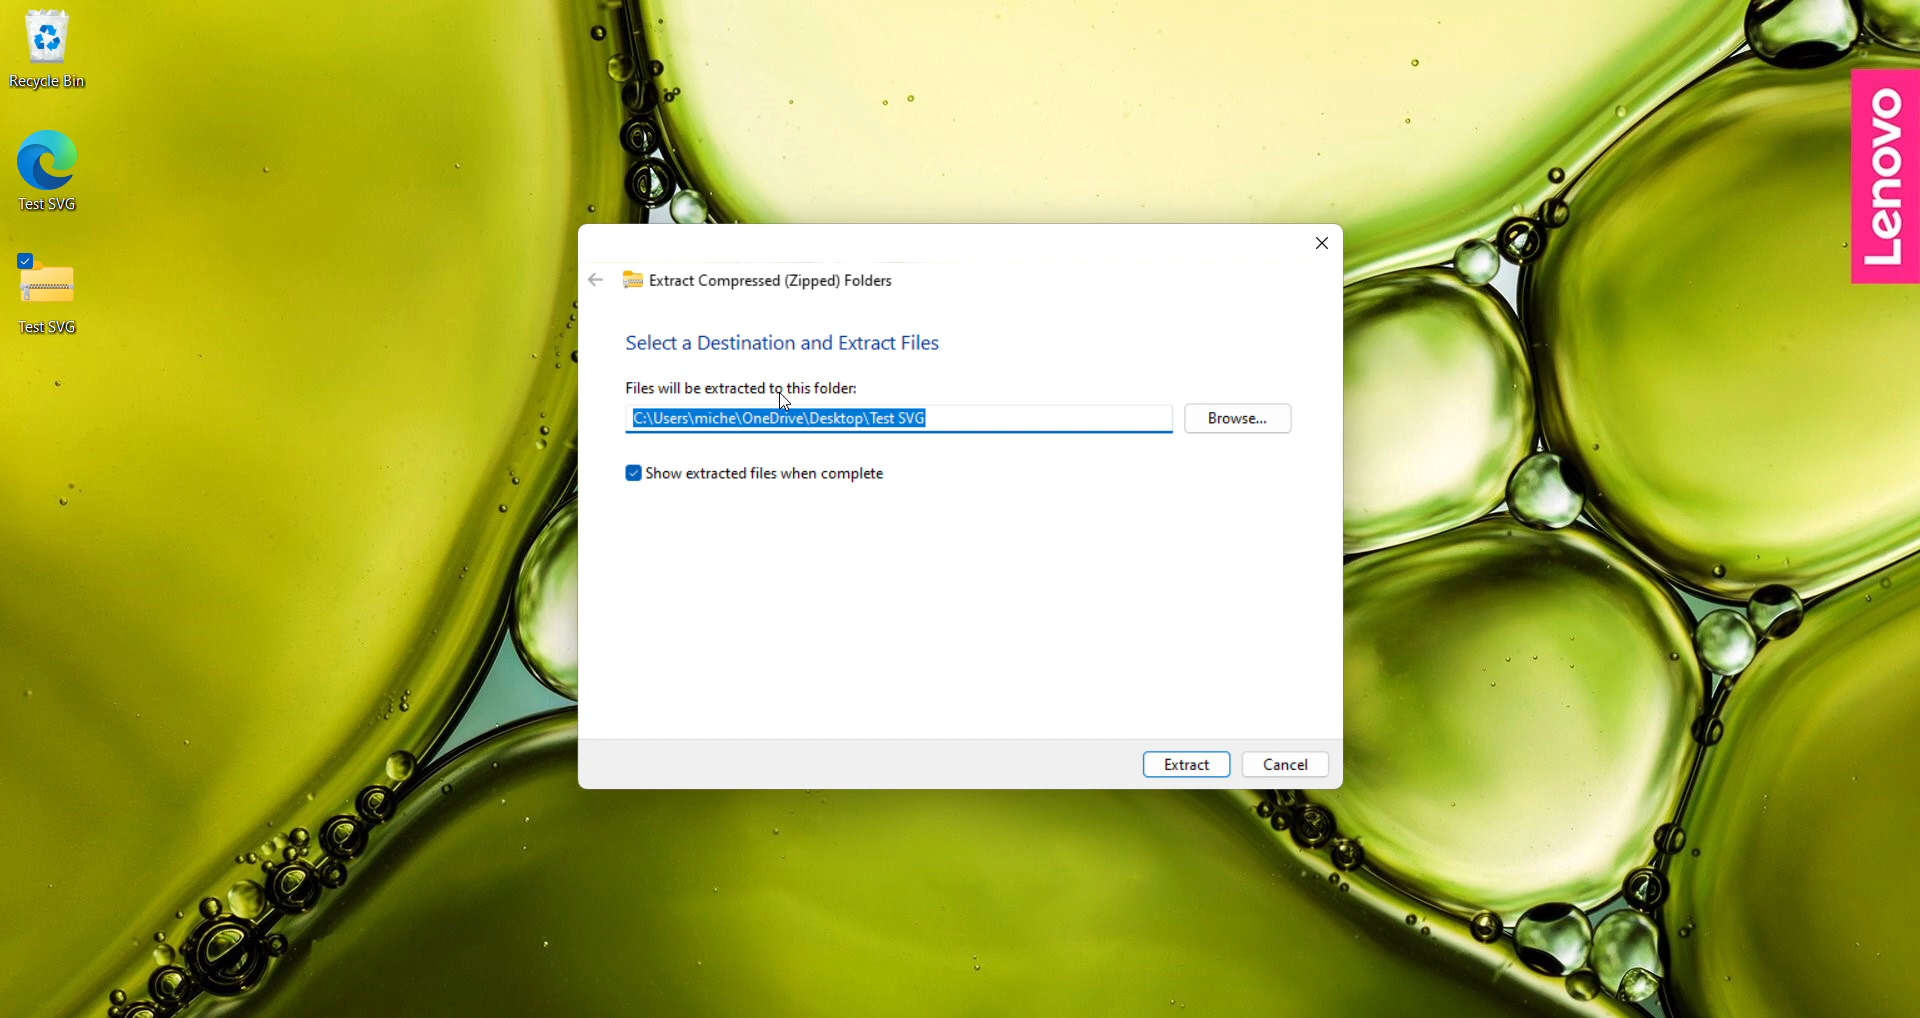 Recycle Bin
Test SVG
Test SVG
Extract Compressed (Zipped) Folders
Select a Destination and Extract Files
Files will be extracted to this folder:
C:\Users\miche\OneDrive\Desktop\Test SVG
Browse...
Show extracted files when complete
Extract
Cancel
Lenovo